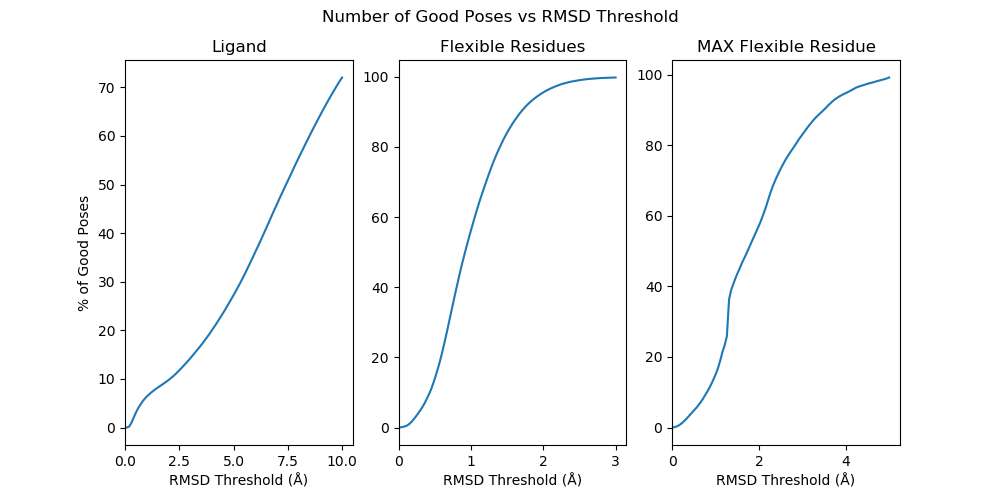 Number of Good Poses vs RMSD Threshold
Ligand
Flexible Residues
MAX Flexible Residue
% of Good Poses
70
60
50
40
30
20
10
0
0.0 2.5 5.0 7.5 10.0
RMSD Threshold (Å)
100
80
60
40
20
0
0 1 2 3
RMSD Threshold (Å)
100
80
60
40
20
0
0 2 4
RMSD Threshold (Å)